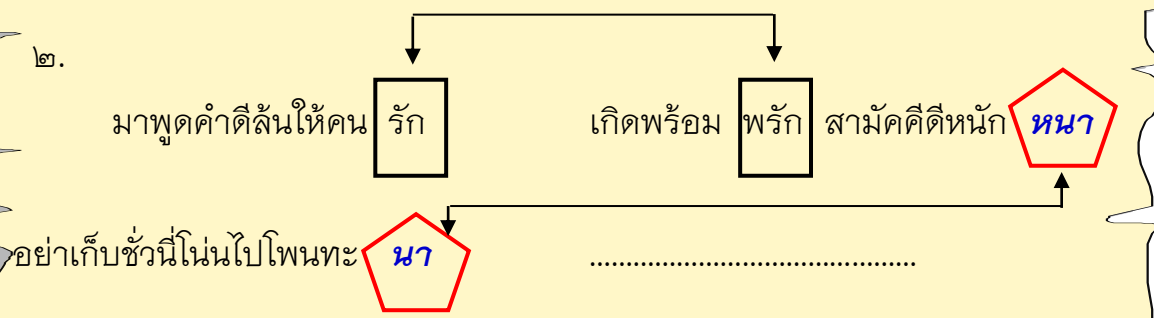 ๒.
มาพูดคำดีล้นให้คน รัก เกิดพร้อม พรัก สามัคคีดีหนัก หนา
อย่าเก็บชั่วนี่โน่นไปโพนทะ นา ............................................